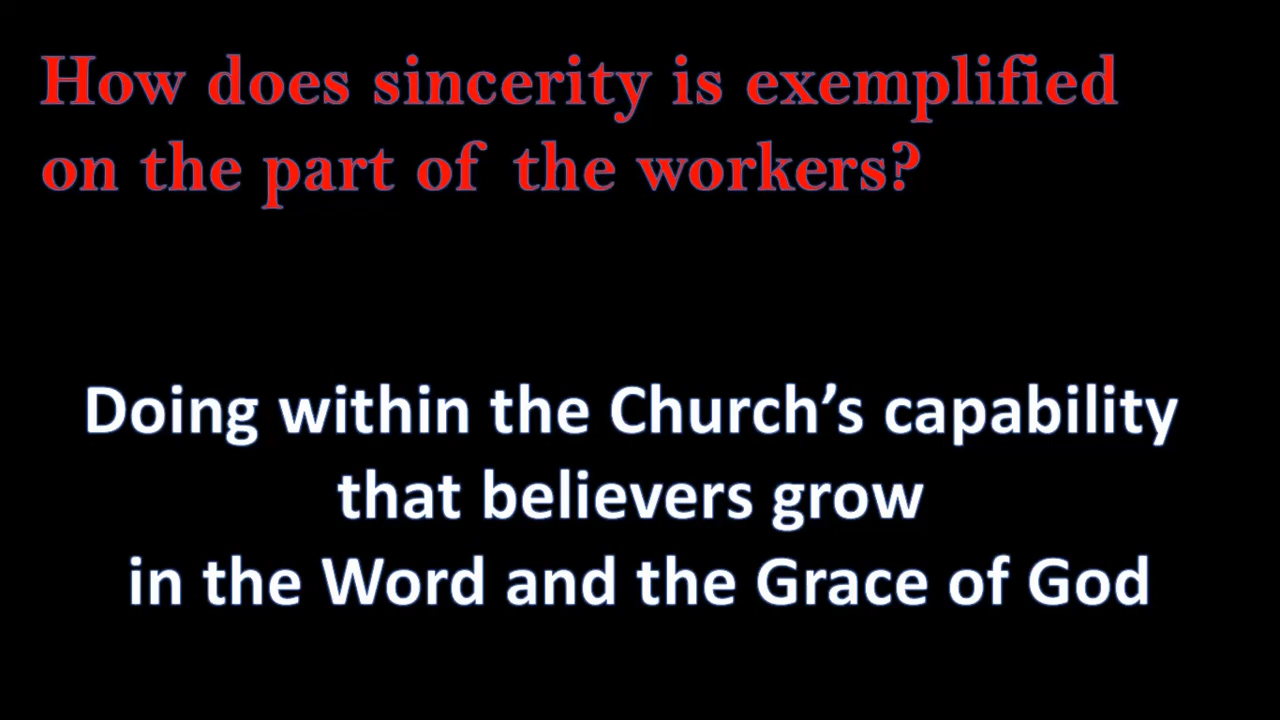 How does sincerity is exemplified
on the part of the workers?
Doing within the Church’s capability
that believers grow
in the Word and the Grace of God